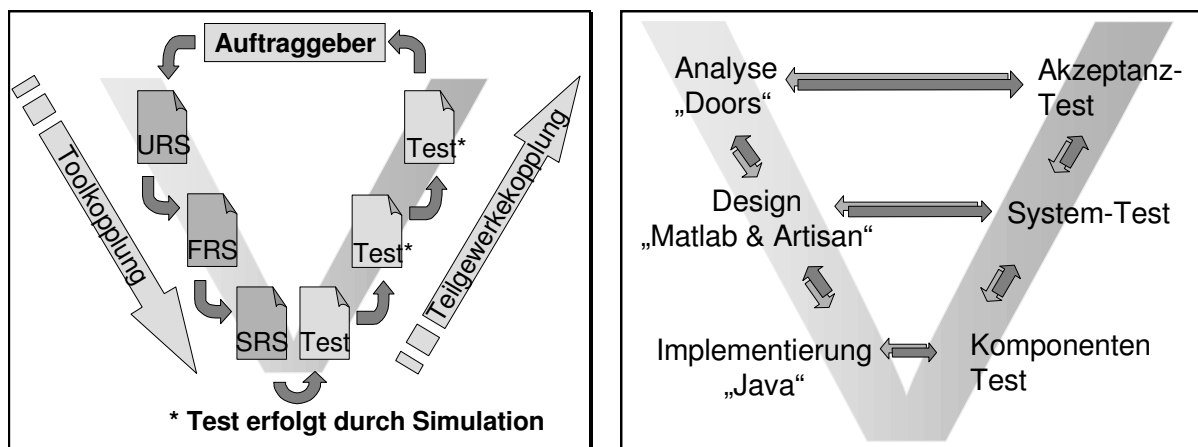 Auftraggeber
URS
FRS
SRS
Test
Test*
Test*
Toolkopplung
Teilgewerkekopplung
* Test erfolgt durch Simulation
Analyse
„Doors“
Akzeptanz-
Test
Design
„Matlab & Artisan“
System-Test
Implementierung
„Java“
Komponenten
Test